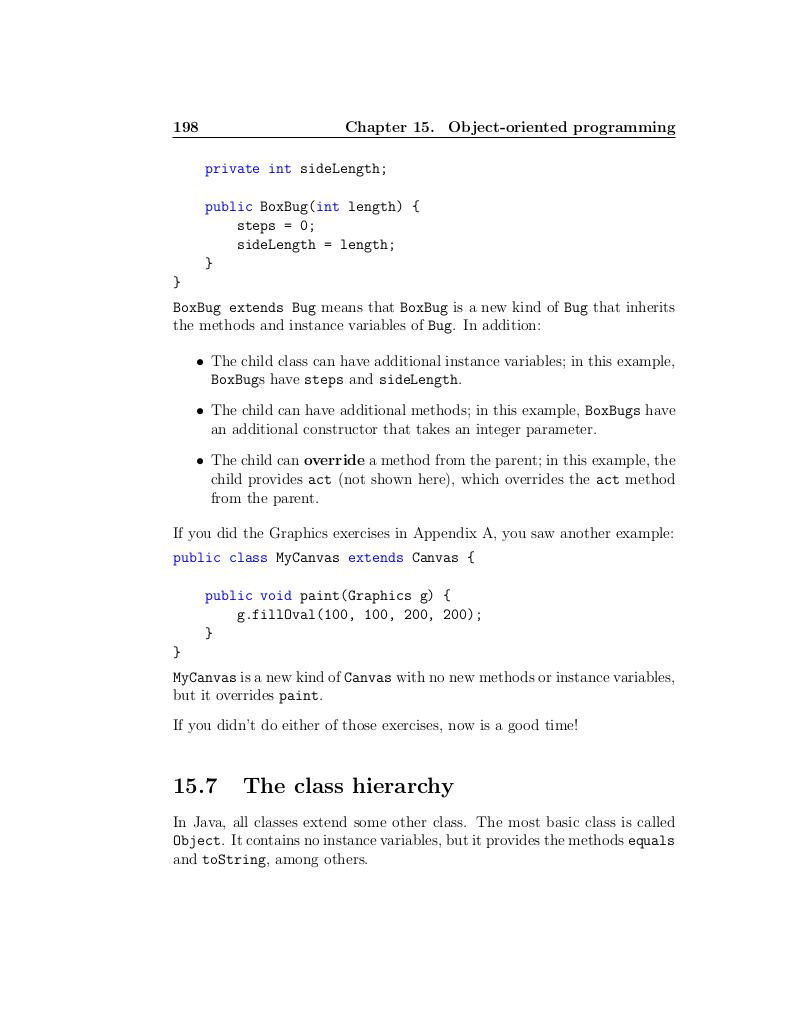 198 Chapter 15. Object-oriented programming
    private int sideLength;

    public BoxBug(int length) {
        steps = 0;
        sideLength = length;
    }
}
BoxBug extends Bug means that BoxBug is a new kind of Bug that inherits
the methods and instance variables of Bug. In addition:
• The child class can have additional instance variables; in this example,
BoxBugs have steps and sideLength.
• The child can have additional methods; in this example, BoxBugs have
an additional constructor that takes an integer parameter.
• The child can override a method from the parent; in this example, the
child provides act (not shown here), which overrides the act method
from the parent.
If you did the Graphics exercises in Appendix A, you saw another example:
public class MyCanvas extends Canvas {

    public void paint(Graphics g) {
        g.fillOval(100, 100, 200, 200);
    }
}
MyCanvas is a new kind of Canvas with no new methods or instance variables,
but it overrides paint.
If you didn't do either of those exercises, now is a good time!
15.7 The class hierarchy
In Java, all classes extend some other class. The most basic class is called
Object. It contains no instance variables, but it provides the methods equals
and toString, among others.